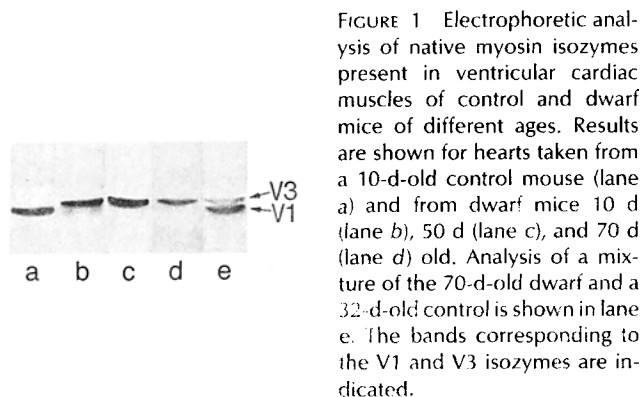 V3
V1
a b c d e
FIGURE 1 Electrophoretic anal-
ysis of native myosin isozymes
present in ventricular cardiac
muscles of control and dwarf
mice of different ages. Results
are shown for hearts taken from
a 10-d-old control mouse (lane
a) and from dwarf mice 10 d
(lane b), 50 d (lane c), and 70 d
(lane d) old. Analysis of a mix-
ture of the 70-d-old dwarf and a
32-d-old control is shown in lane
e. The bands corresponding to
the V1 and V3 isozymes are in-
dicated.